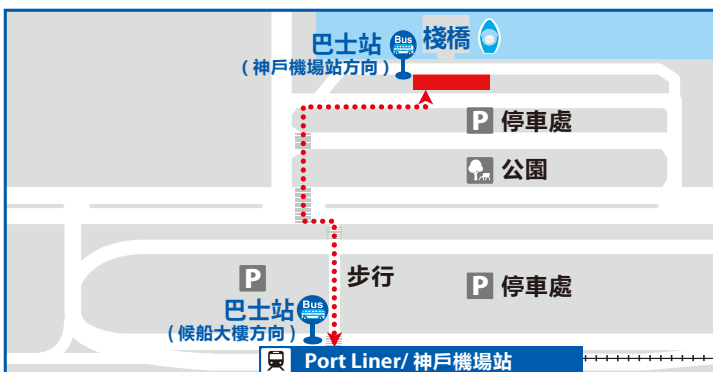 巴士站
Bus
棧橋
(神戶機場站方向)
P 停車處
公園
P
步行
P 停車處
巴士站
Bus
(候船大樓方向)
Port Liner/ 神戶機場站